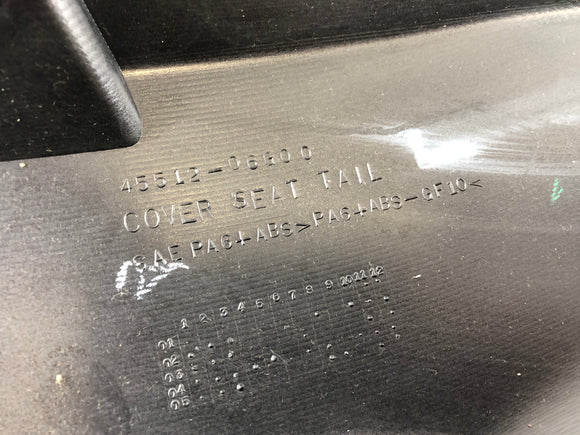 45512-06G00
COVER SEAT TAIL
SAE PA6+ABS>PA6+ABS-GF10<
1 2 3 4 5 6 7 8 9 10 11 12
01
02
03
04
05